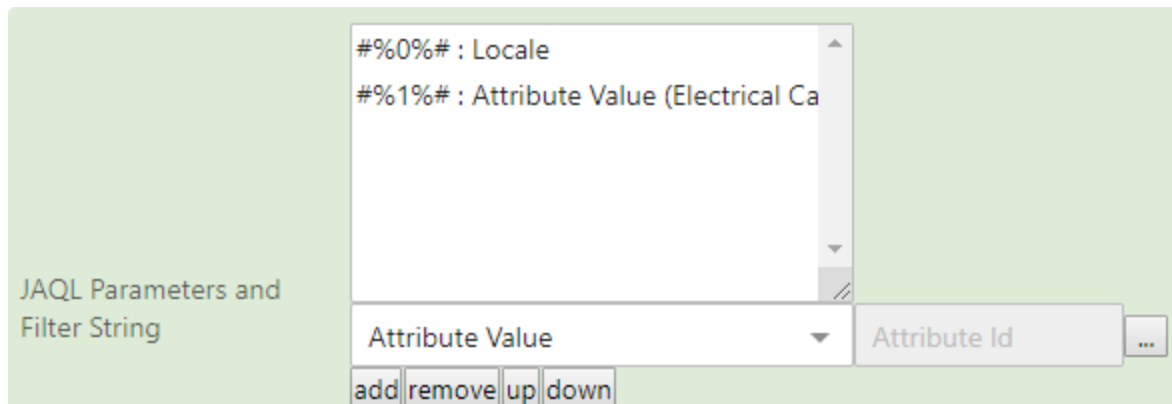 #%0%# : Locale
#%1%# : Attribute Value (Electrical Ca
JAQL Parameters and
Filter String
Attribute Value
Attribute Id
...
add remove up down